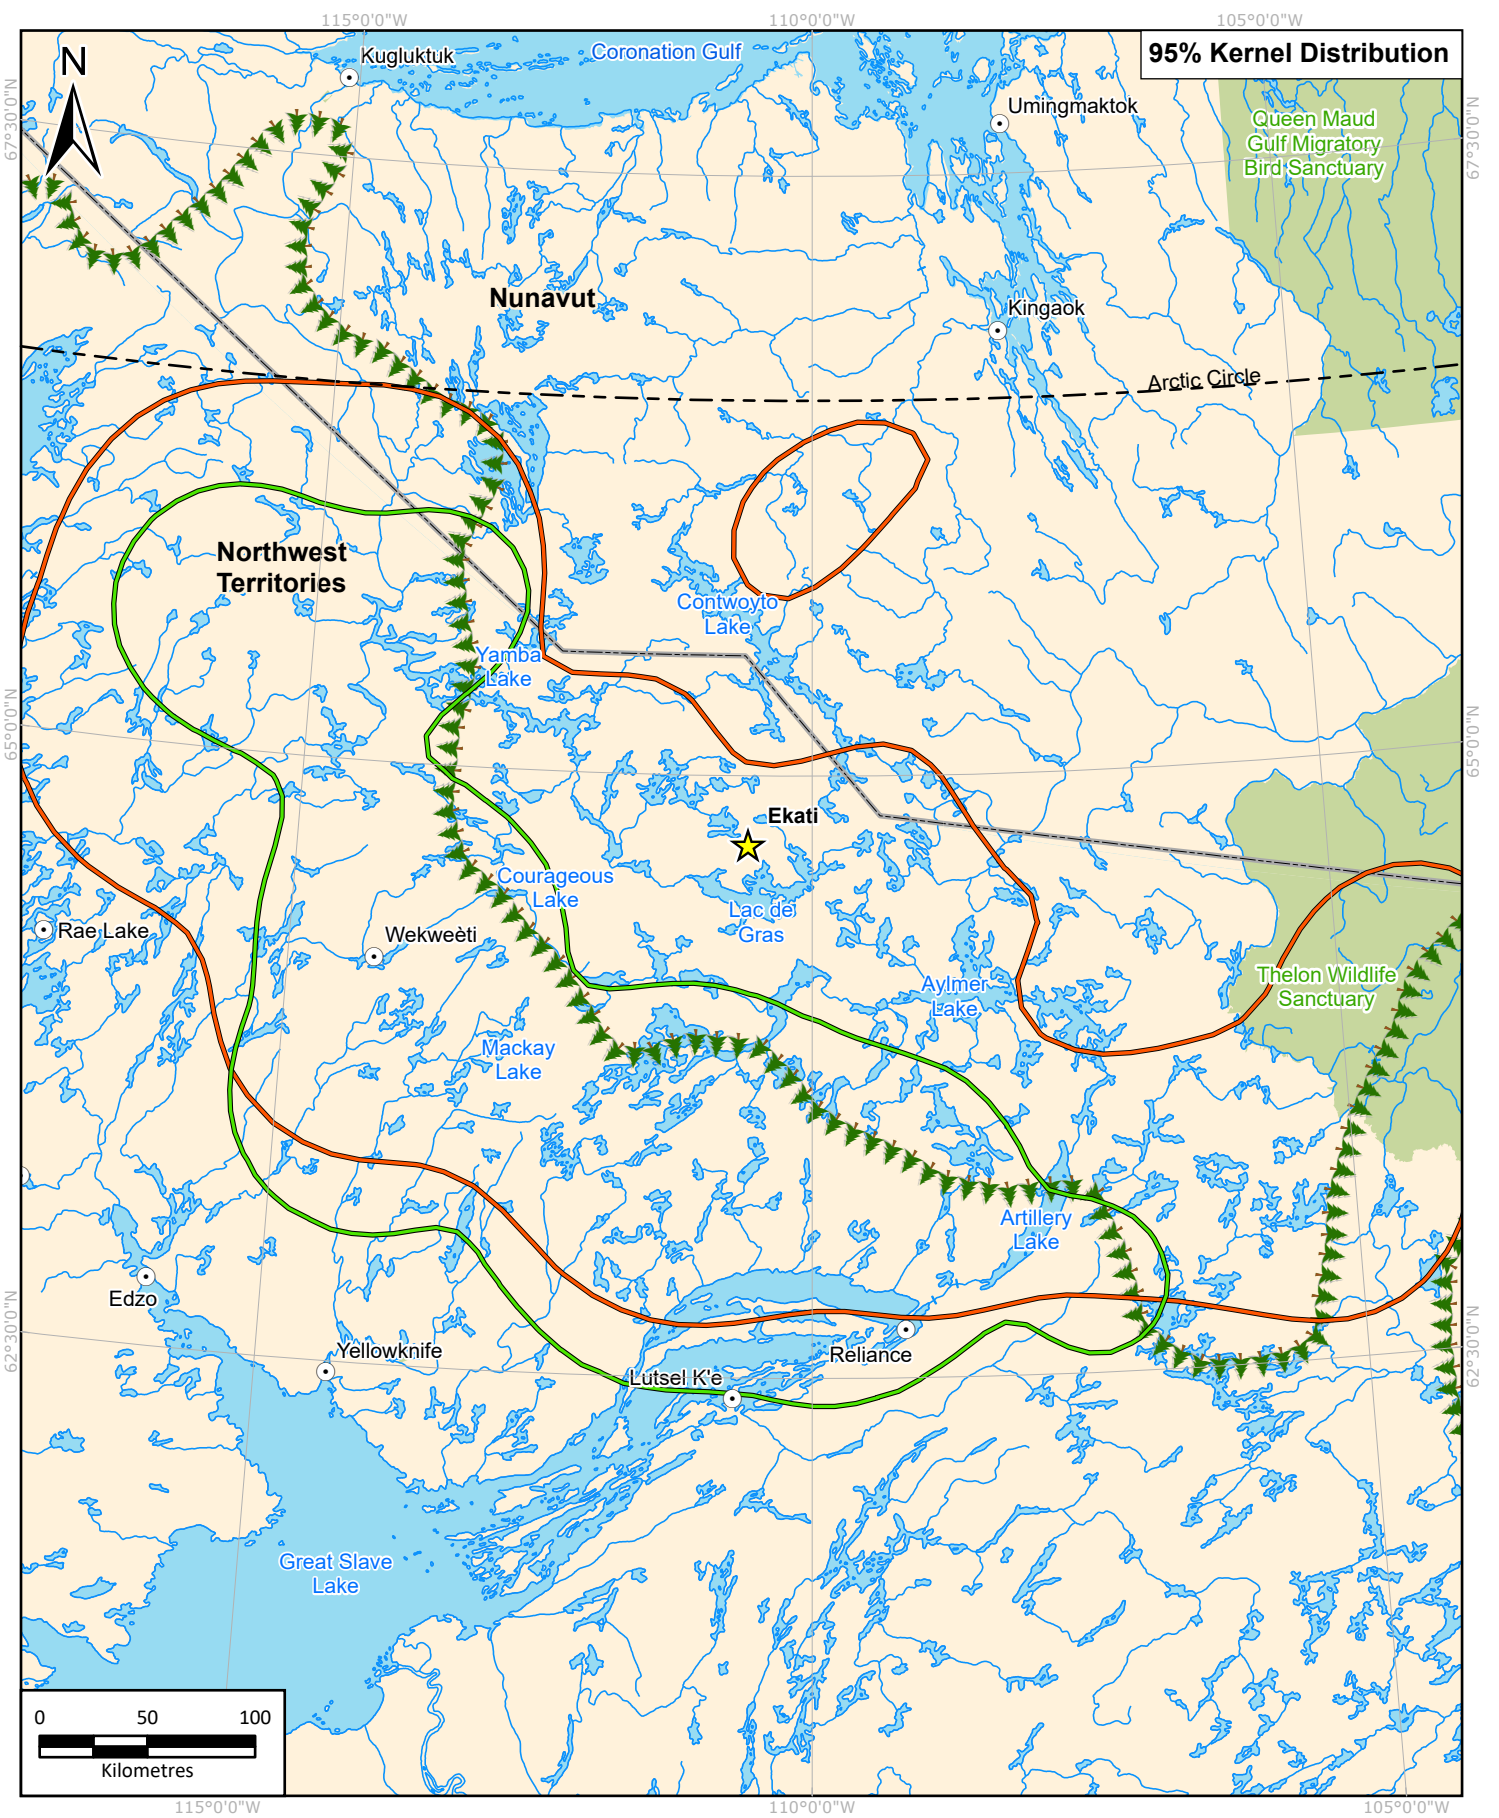 115°0'0"W
110°0'0"W
105°0'0"W
95% Kernel Distribution
N
Kugluktuk
Coronation Gulf
Umingmaktok
Queen Maud
Gulf Migratory
Bird Sanctuary
67°30'0"N
67°30'0"N
Nunavut
Kingaok
Arctic Circle
Northwest
Territories
Contwoyto
Lake
Yamba
Lake
65°0'0"N
65°0'0"N
Ekati
Courageous
Lake
Lac de
Gras
Rae Lake
Wekweèti
Aylmer
Lake
Thelon Wildlife
Sanctuary
Mackay
Lake
Artillery
Lake
Edzo
62°30'0"N
62°30'0"N
Yellowknife
Reliance
Lutsel K'e
Great Slave
Lake
0 50 100
Kilometres
115°0'0"W
110°0'0"W
105°0'0"W